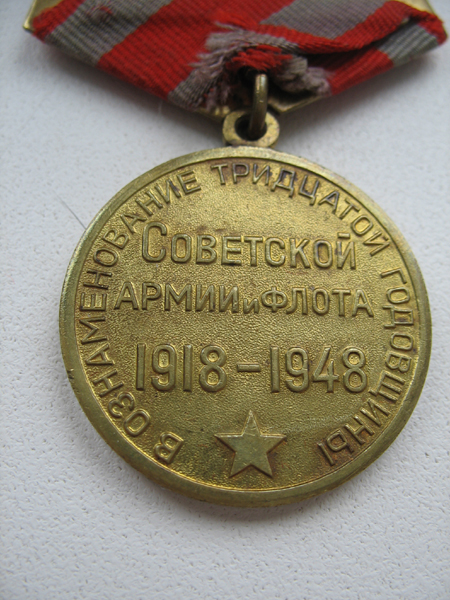 В ОЗНАМЕНОВАНИЕ ТРИДЦАТОЙ ГОДОВЩИНЫ
СОВЕТСКОЙ
АРМИИ и ФЛОТА
1918-1948